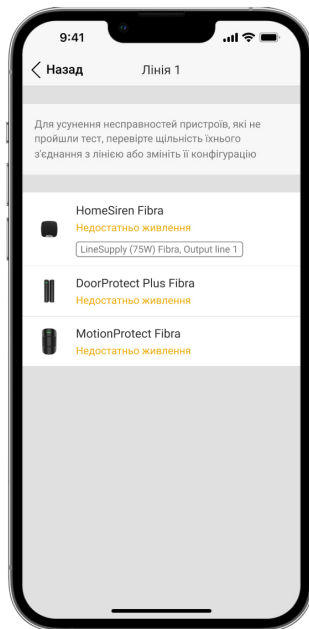 9:41
Назад
Лінія 1
Для усунення несправностей пристроїв, які не
пройшли тест, перевірте щільність їхнього
з'єднання з лінією або змініть її конфігурацію
HomeSiren Fibra
Недостатньо живлення
LineSupply (75W) Fibra, Output line 1
DoorProtect Plus Fibra
Недостатньо живлення
MotionProtect Fibra
Недостатньо живлення